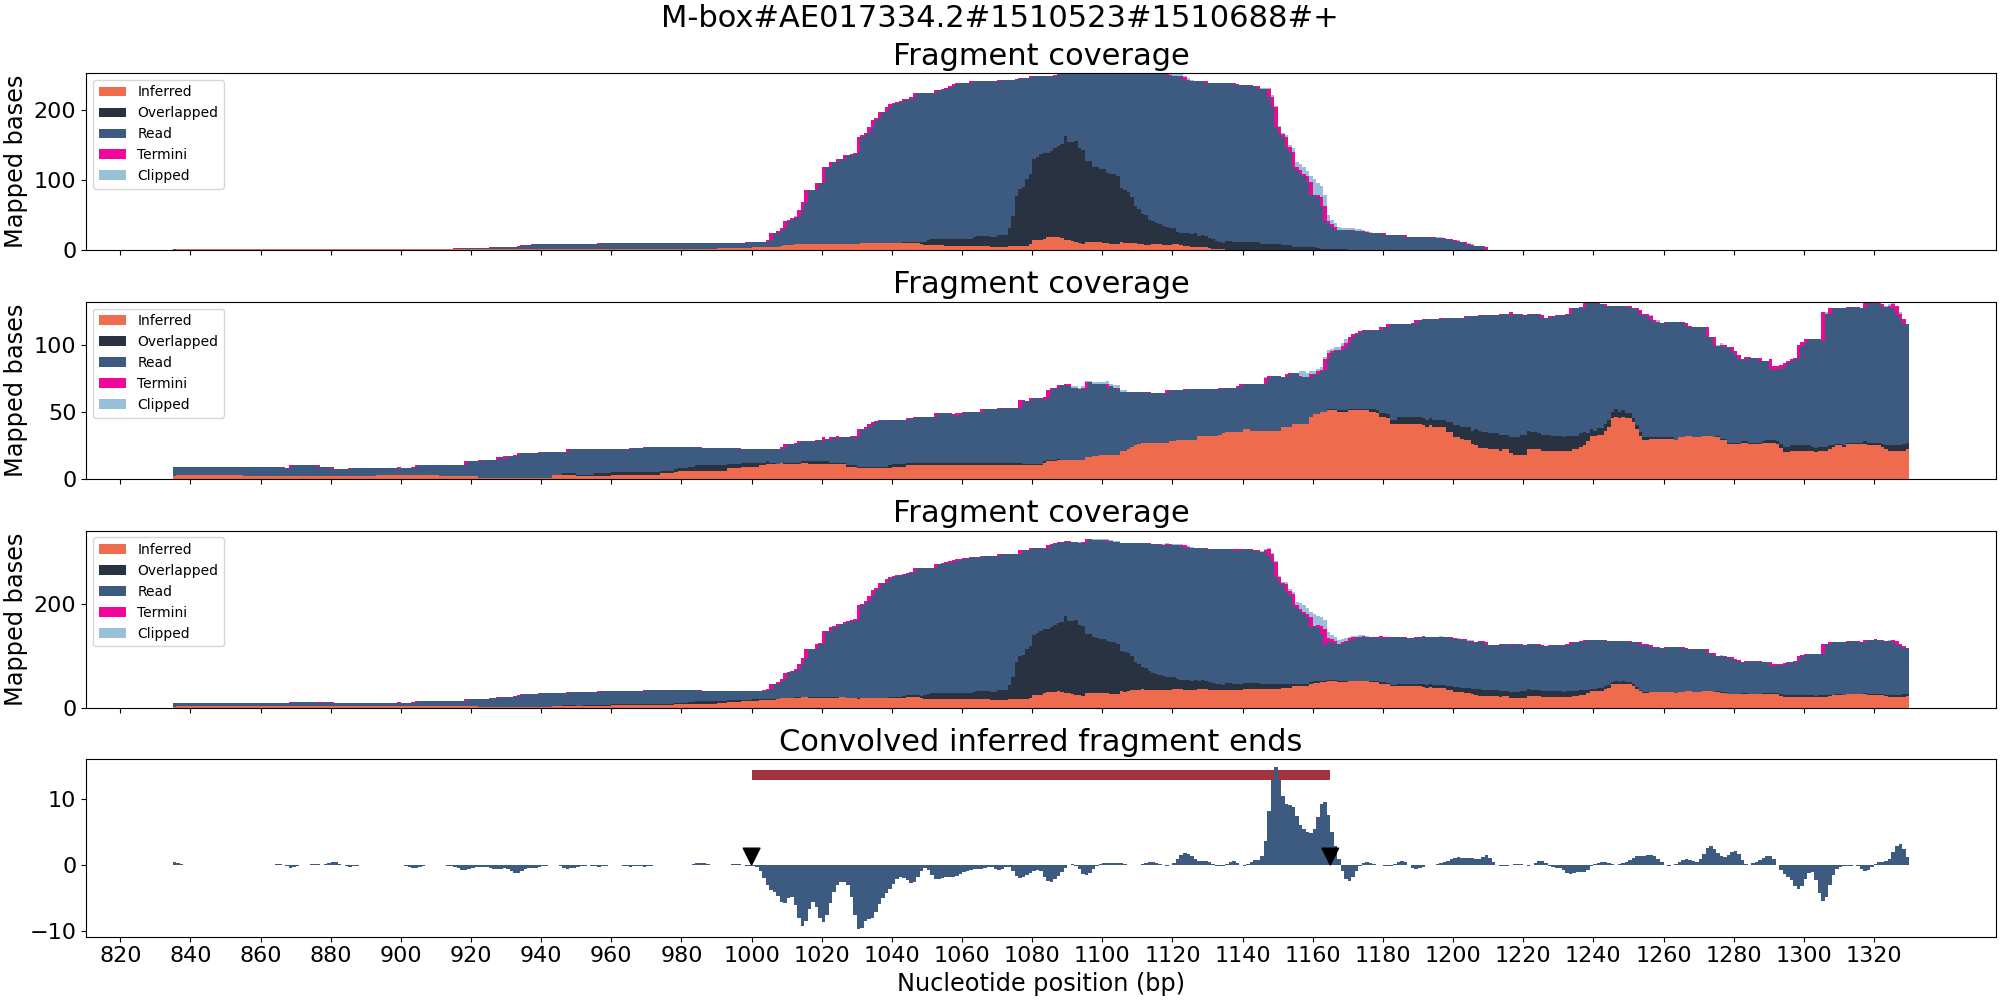 M-box#AE017334.2#1510523#1510688#+
Fragment coverage
Mapped bases
200
100
0
Inferred
Overlapped
Read
Termini
Clipped
Fragment coverage
Mapped bases
100
50
0
Inferred
Overlapped
Read
Termini
Clipped
Fragment coverage
Mapped bases
200
0
Inferred
Overlapped
Read
Termini
Clipped
Convolved inferred fragment ends
10
0
−10
820 840 860 880 900 920 940 960 980 1000 1020 1040 1060 1080 1100 1120 1140 1160 1180 1200 1220 1240 1260 1280 1300 1320
Nucleotide position (bp)